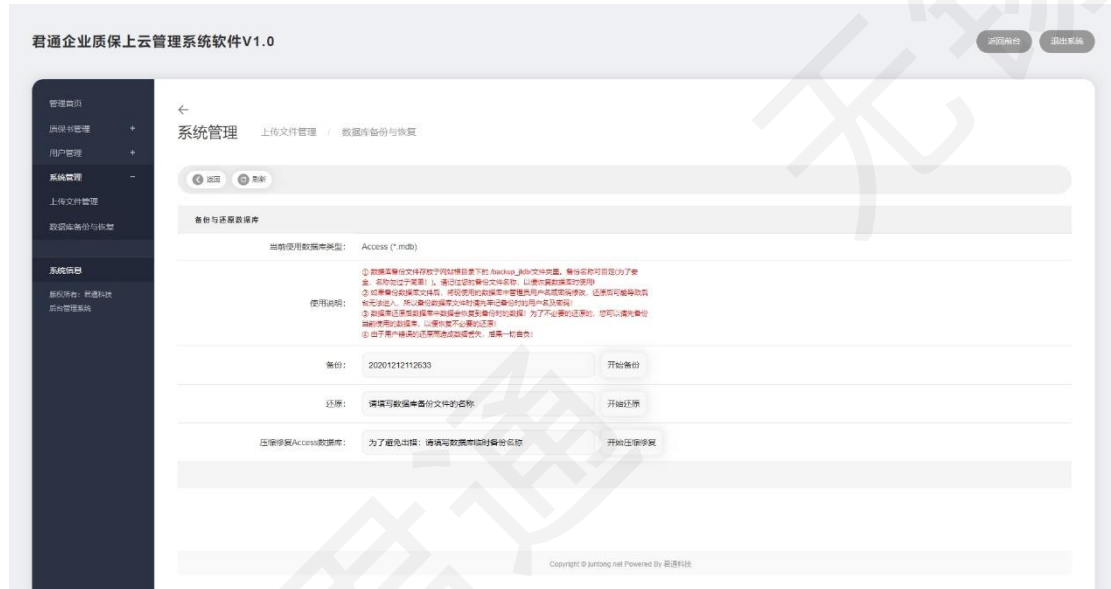 君通企业质保上云管理系统软件V1.0
返回前台
退出系统
管理首页
质保书管理 +
用户管理 +
系统管理 −
上传文件管理
数据库备份与恢复
系统信息
版权所有：君通科技
后台管理系统
←
系统管理 上传文件管理 / 数据库备份与恢复
返回 刷新
备份与还原数据库
当前使用数据库类型： Access (*.mdb)
使用说明：
① 数据库备份文件存放于网站根目录下的 /backup_jtdb/文件夹里。备份名称可自定(为了安
全，名称勿过于简单！)。请记住您的备份文件名称，以便恢复数据库时使用!
② 如果备份数据库文件后，将现使用的数据库中管理员用户名或密码修改，还原后可能导致后
台无法进入，所以备份数据库文件时请先牢记备份时的用户名及密码!
③ 数据库还原后数据库中数据会恢复到备份时的数据！为了不必要的还原的，您可以请先备份
当前使用的数据库，以便恢复不必要的还原!
④ 由于用户错误的还原而造成数据丢失，后果一切自负!
备份： 20201212112633 开始备份
还原： 请填写数据库备份文件的名称 开始还原
压缩修复Access数据库： 为了避免出错：请填写数据库临时备份名称 开始压缩修复
Copyright © juntong.net Powered By 君通科技
君通
无锡